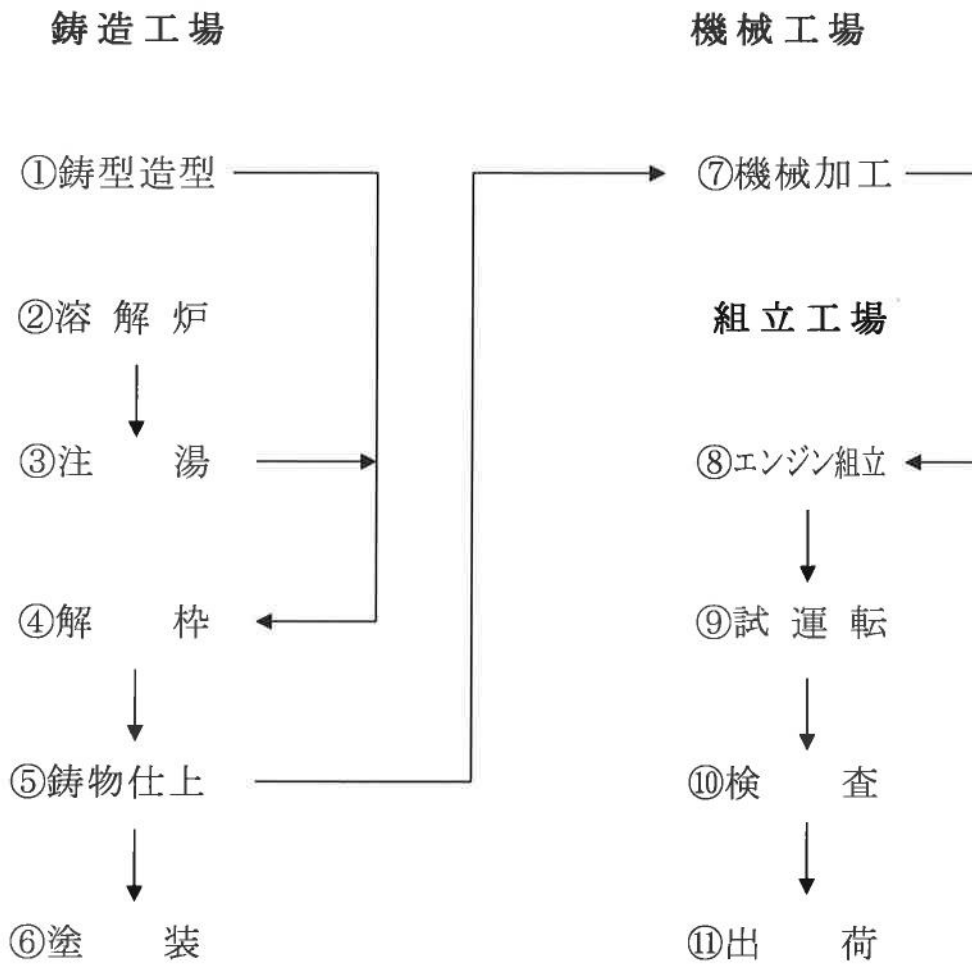 鋳造工場
①鋳型造型
②溶解炉
③注湯
④解枠
⑤鋳物仕上
⑥塗装
機械工場
⑦機械加工
組立工場
⑧エンジン組立
⑨試運転
⑩検査
⑪出荷